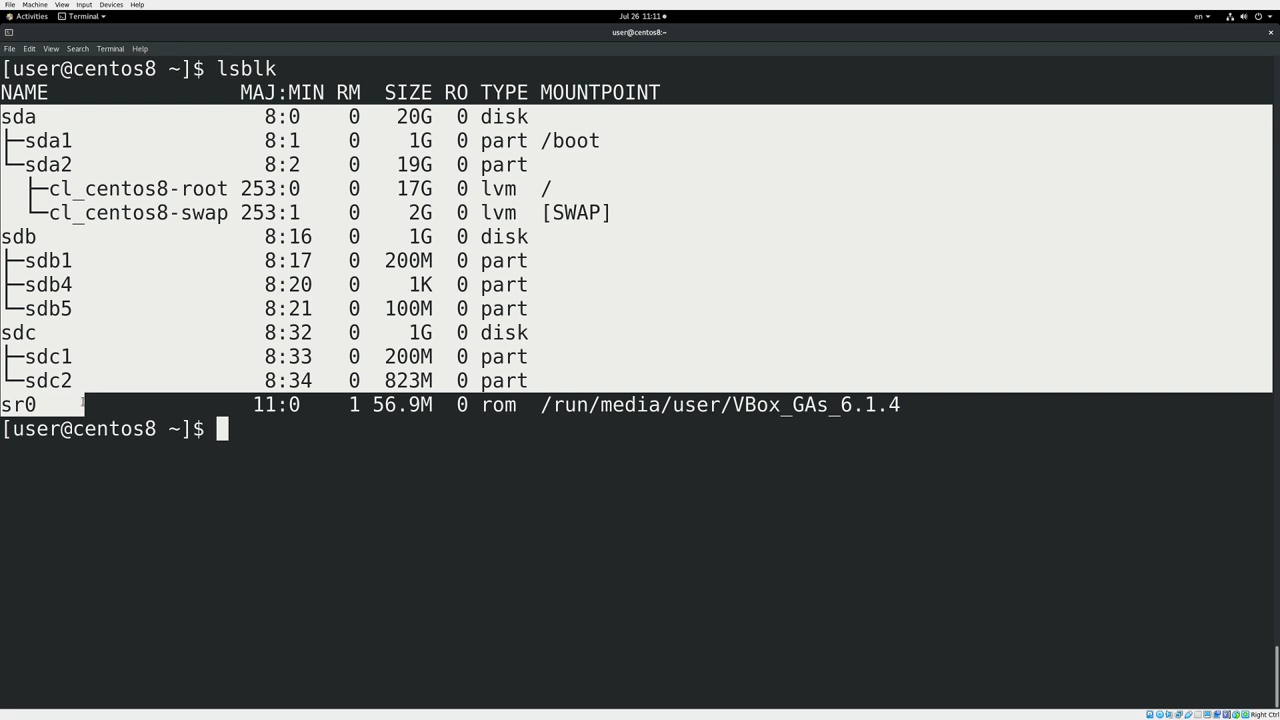 File Machine View Input Devices Help
Activities Terminal Jul 26 11:11 en
user@centos8:~
File Edit View Search Terminal Help
[user@centos8 ~]$ lsblk
NAME MAJ:MIN RM SIZE RO TYPE MOUNTPOINT
sda 8:0 0 20G 0 disk
├─sda1 8:1 0 1G 0 part /boot
└─sda2 8:2 0 19G 0 part
├─cl_centos8-root 253:0 0 17G 0 lvm /
└─cl_centos8-swap 253:1 0 2G 0 lvm [SWAP]
sdb 8:16 0 1G 0 disk
├─sdb1 8:17 0 200M 0 part
├─sdb4 8:20 0 1K 0 part
└─sdb5 8:21 0 100M 0 part
sdc 8:32 0 1G 0 disk
├─sdc1 8:33 0 200M 0 part
└─sdc2 8:34 0 823M 0 part
sr0 11:0 1 56.9M 0 rom /run/media/user/VBox_GAs_6.1.4
[user@centos8 ~]$
Right Ctrl